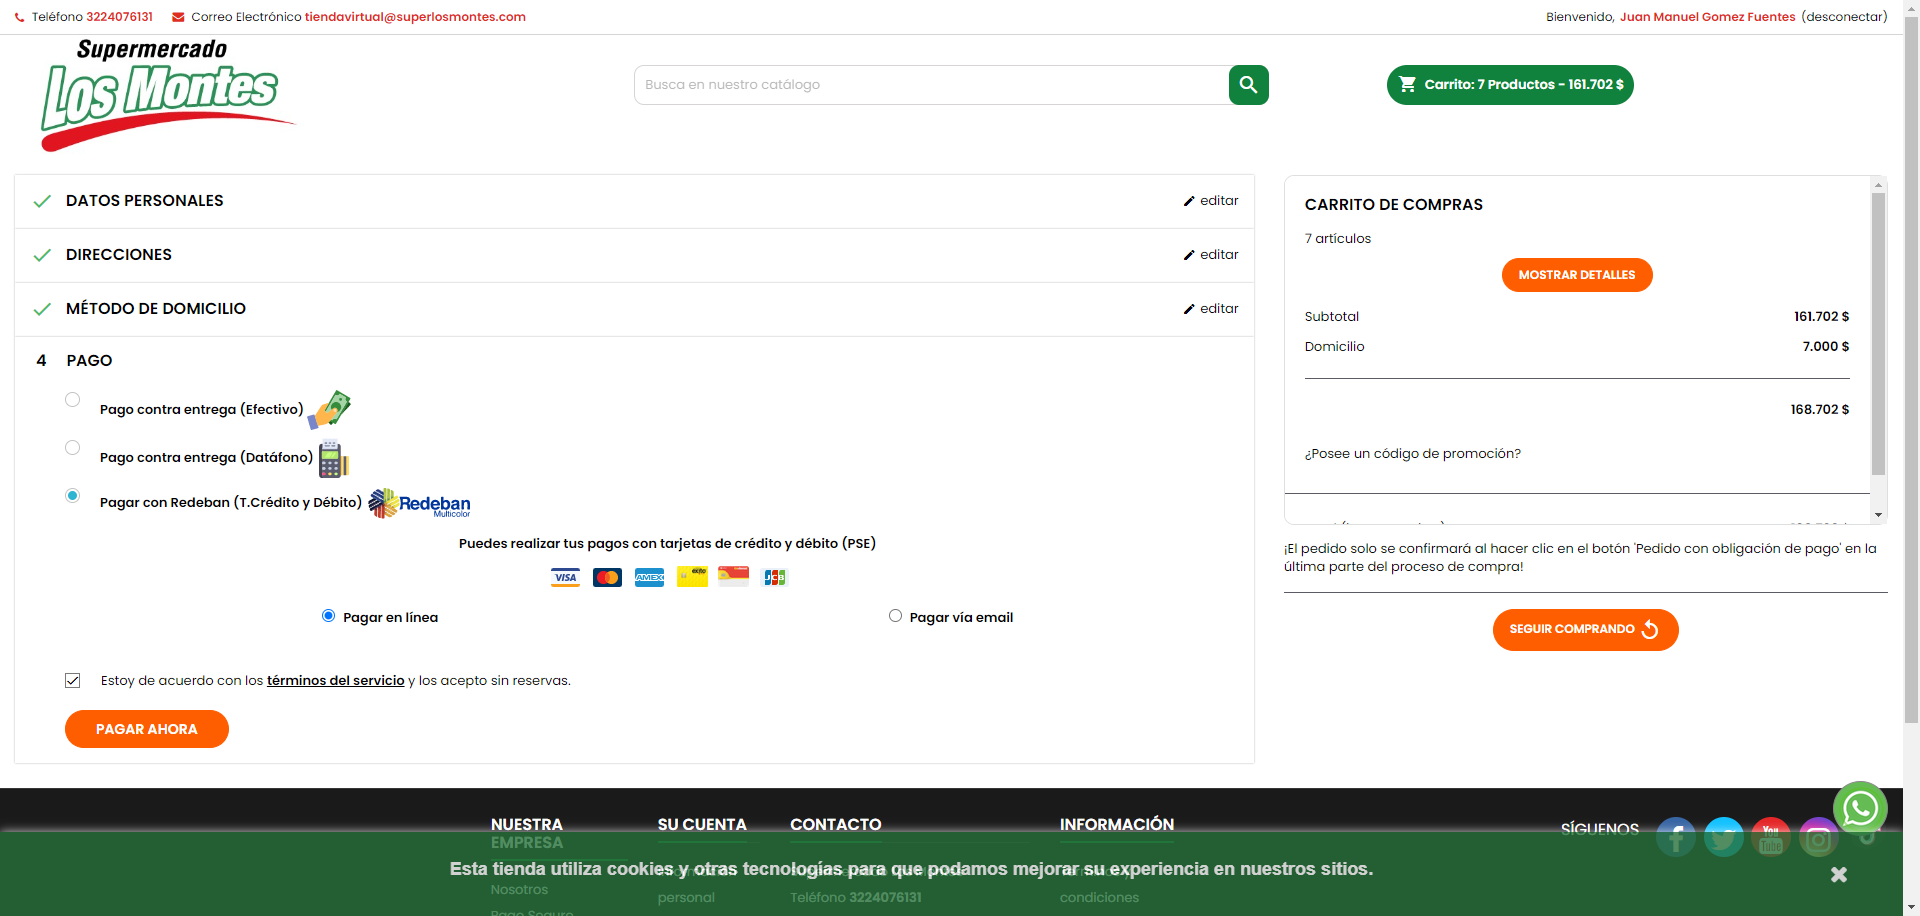 Teléfono 3224076131
Correo Electrónico tiendavirtual@superlosmontes.com
Bienvenido, Juan Manuel Gomez Fuentes (desconectar)
Supermercado
Los Montes
Busca en nuestro catálogo
Carrito: 7 Productos - 161.702 $
DATOS PERSONALES
editar
DIRECCIONES
editar
MÉTODO DE DOMICILIO
editar
4 PAGO
Pago contra entrega (Efectivo)
Pago contra entrega (Datáfono)
Pagar con Redeban (T.Crédito y Débito)
Redeban
Multicolor
Puedes realizar tus pagos con tarjetas de crédito y débito (PSE)
VISA
AMEX
éxito
JCB
Pagar en línea
Pagar vía email
Estoy de acuerdo con los términos del servicio y los acepto sin reservas.
PAGAR AHORA
CARRITO DE COMPRAS
7 artículos
MOSTRAR DETALLES
Subtotal 161.702 $
Domicilio 7.000 $
168.702 $
¿Posee un código de promoción?
¡El pedido solo se confirmará al hacer clic en el botón 'Pedido con obligación de pago' en la
última parte del proceso de compra!
SEGUIR COMPRANDO
NUESTRA
EMPRESA
SU CUENTA
CONTACTO
INFORMACIÓN
SÍGUENOS
You
Tube
Esta tienda utiliza cookies y otras tecnologías para que podamos mejorar su experiencia en nuestros sitios.
Nosotros
personal
Teléfono 3224076131
condiciones
Pago Seguro